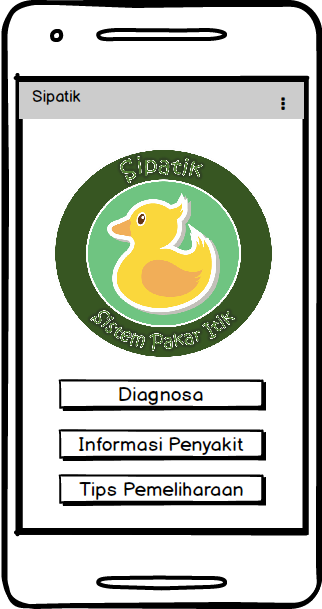 Sipatik
Sipatik
Sistem Pakar Itik
Diagnosa
Informasi Penyakit
Tips Pemeliharaan